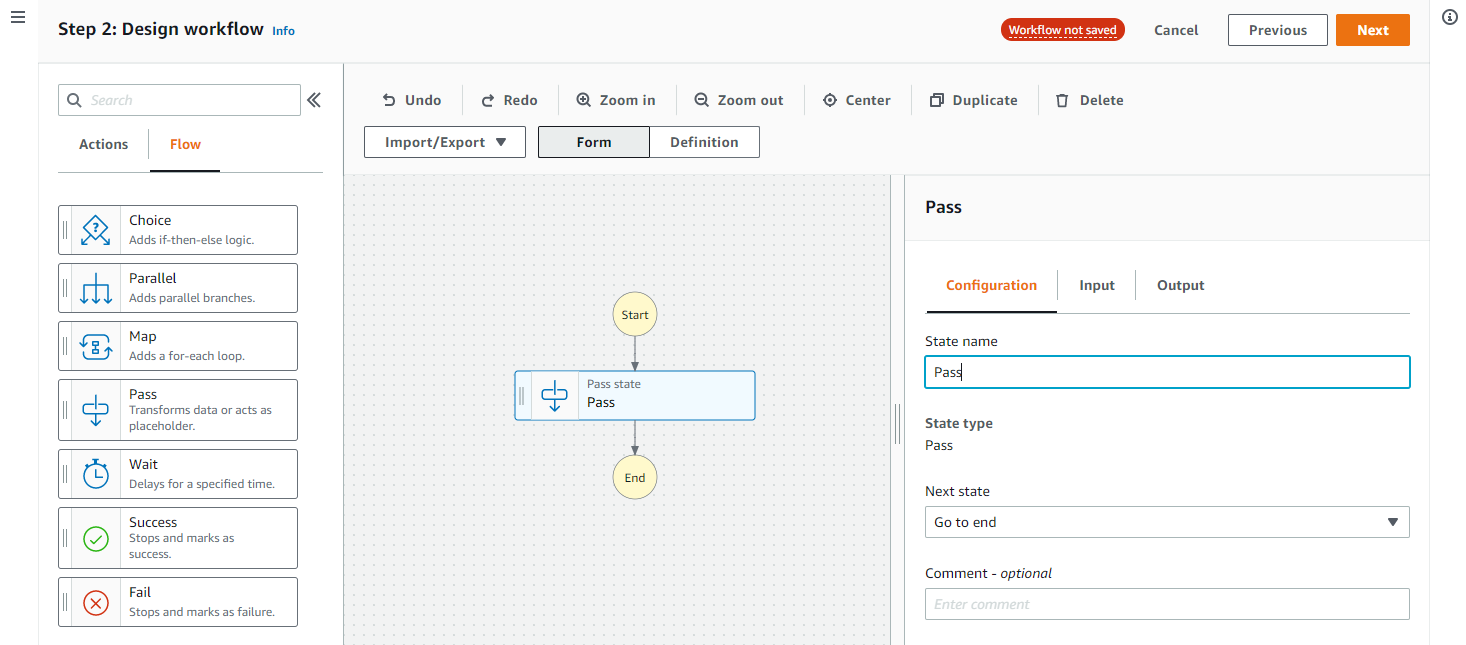 Step 2: Design workflow Info
Workflow not saved
Cancel
Previous
Next
Search
Actions
Flow
Choice
Adds if-then-else logic.
Parallel
Adds parallel branches.
Map
Adds a for-each loop.
Pass
Transforms data or acts as
placeholder.
Wait
Delays for a specified time.
Success
Stops and marks as
success.
Fail
Stops and marks as failure.
Undo
Redo
Zoom in
Zoom out
Center
Duplicate
Delete
Import/Export
Form
Definition
Start
Pass state
Pass
End
Pass
Configuration
Input
Output
State name
Pass
State type
Pass
Next state
Go to end
Comment - optional
Enter comment